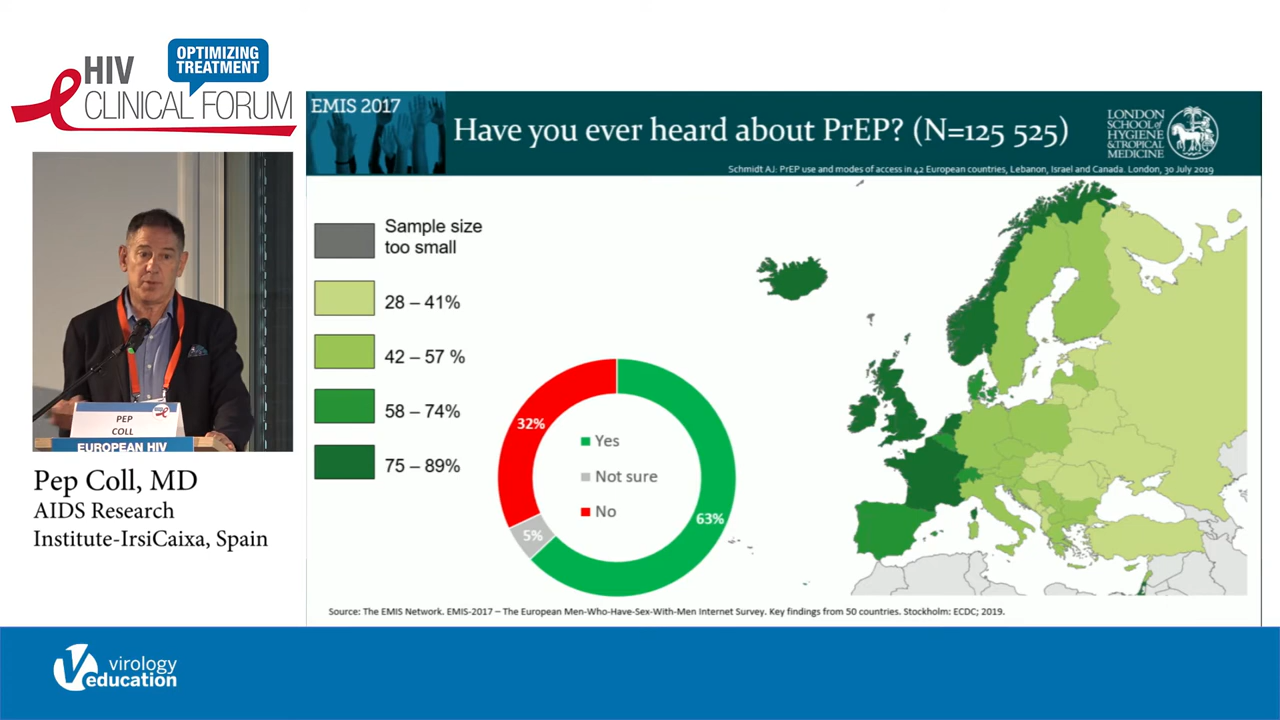 OPTIMIZING
TREATMENT
HIV
CLINICAL FORUM
PEP
COLL
EUROPEAN HIV
Pep Coll, MD
AIDS Research
Institute-IrsiCaixa, Spain
EMIS 2017
Have you ever heard about PrEP? (N=125 525)
LONDON
SCHOOL of
HYGIENE
& TROPICAL
MEDICINE
Schmidt AJ: PrEP use and modes of access in 42 European countries, Lebanon, Israel and Canada. London, 30 July 2019
Sample size
too small
28 – 41%
42 – 57 %
58 – 74%
75 – 89%
32%
Yes
Not sure
No
63%
5%
Source: The EMIS Network. EMIS-2017 – The European Men-Who-Have-Sex-With-Men Internet Survey. Key findings from 50 countries. Stockholm: ECDC; 2019.
virology
education